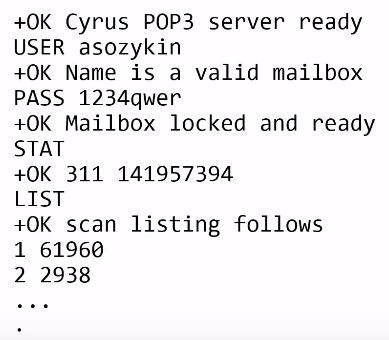 +OK Cyrus POP3 server ready
USER asozykin
+OK Name is a valid mailbox
PASS 1234qwer
+OK Mailbox locked and ready
STAT
+OK 311 141957394
LIST
+OK scan listing follows
1 61960
2 2938
...
.